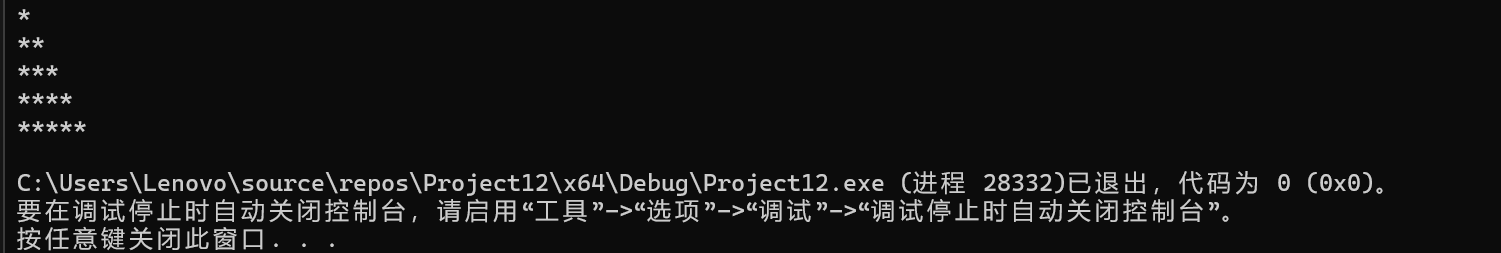 *
**
***
****
*****
C:\Users\Lenovo\source\repos\Project12\x64\Debug\Project12.exe (进程 28332)已退出，代码为 0 (0x0)。
要在调试停止时自动关闭控制台，请启用“工具”->“选项”->“调试”->“调试停止时自动关闭控制台”。
按任意键关闭此窗口. . .